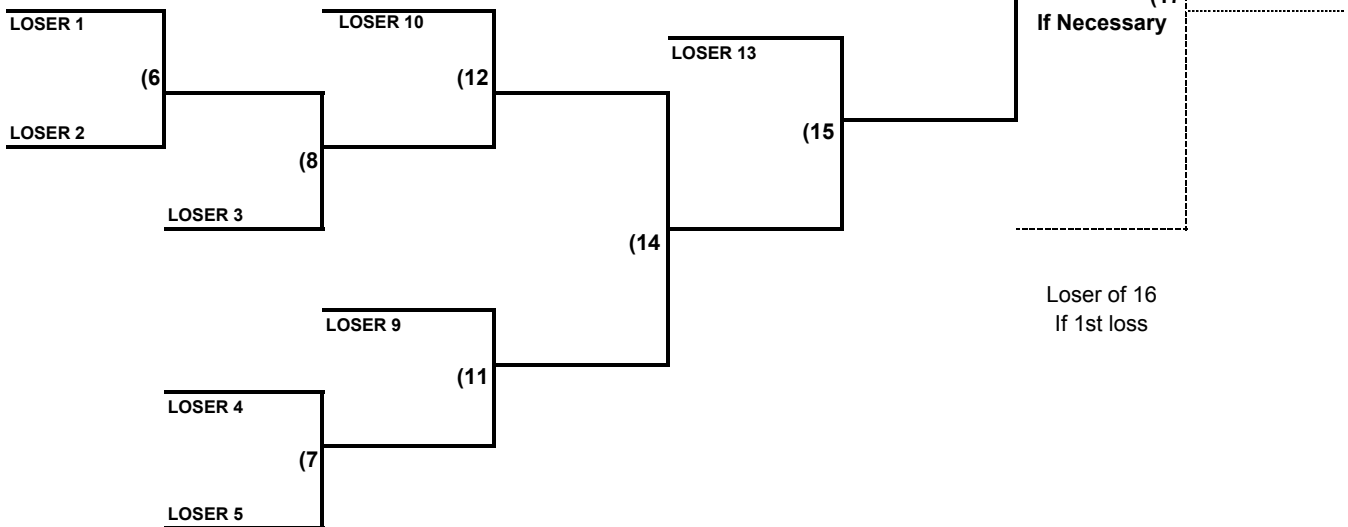 LOSER 1
LOSER 10
If Necessary
LOSER 13
(6
(12
LOSER 2
(15
(8
LOSER 3
(14
Loser of 16
If 1st loss
LOSER 9
(11
LOSER 4
(7
LOSER 5